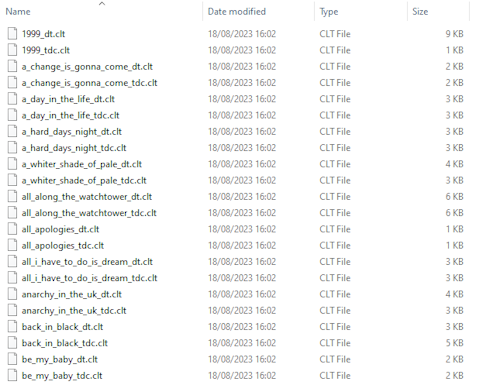 Name Date modified Type Size
1999_dt.clt 18/08/2023 16:02 CLT File 9 KB
1999_tdc.clt 18/08/2023 16:02 CLT File 1 KB
a_change_is_gonna_come_dt.clt 18/08/2023 16:02 CLT File 2 KB
a_change_is_gonna_come_tdc.clt 18/08/2023 16:02 CLT File 2 KB
a_day_in_the_life_dt.clt 18/08/2023 16:02 CLT File 3 KB
a_day_in_the_life_tdc.clt 18/08/2023 16:02 CLT File 3 KB
a_hard_days_night_dt.clt 18/08/2023 16:02 CLT File 3 KB
a_hard_days_night_tdc.clt 18/08/2023 16:02 CLT File 3 KB
a_whiter_shade_of_pale_dt.clt 18/08/2023 16:02 CLT File 4 KB
a_whiter_shade_of_pale_tdc.clt 18/08/2023 16:02 CLT File 3 KB
all_along_the_watchtower_dt.clt 18/08/2023 16:02 CLT File 6 KB
all_along_the_watchtower_tdc.clt 18/08/2023 16:02 CLT File 6 KB
all_apologies_dt.clt 18/08/2023 16:02 CLT File 1 KB
all_apologies_tdc.clt 18/08/2023 16:02 CLT File 1 KB
all_i_have_to_do_is_dream_dt.clt 18/08/2023 16:02 CLT File 3 KB
all_i_have_to_do_is_dream_tdc.clt 18/08/2023 16:02 CLT File 3 KB
anarchy_in_the_uk_dt.clt 18/08/2023 16:02 CLT File 4 KB
anarchy_in_the_uk_tdc.clt 18/08/2023 16:02 CLT File 3 KB
back_in_black_dt.clt 18/08/2023 16:02 CLT File 3 KB
back_in_black_tdc.clt 18/08/2023 16:02 CLT File 5 KB
be_my_baby_dt.clt 18/08/2023 16:02 CLT File 2 KB
be_my_baby_tdc.clt 18/08/2023 16:02 CLT File 2 KB